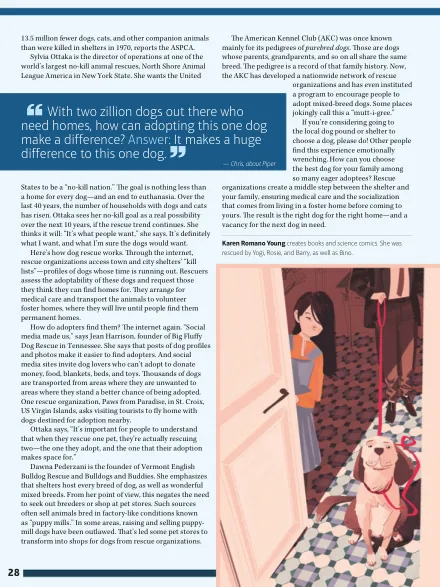 13.5 million fewer dogs, cats, and other companion animals
than were killed in shelters in 1970, reports the ASPCA.
Sylvia Ottaka is the director of operations at one of the
world's largest no-kill animal rescues, North Shore Animal
League America in New York State. She wants the United
❝ With two zillion dogs out there who
need homes, how can adopting this one dog
make a difference? Answer: It makes a huge
difference to this one dog. ❞
— Chris, about Piper
States to be a "no-kill nation." The goal is nothing less than
a home for every dog—and an end to euthanasia. Over the
last 40 years, the number of households with dogs and cats
has risen. Ottaka sees her no-kill goal as a real possibility
over the next 10 years, if the rescue trend continues. She
thinks it will: "It's what people want," she says. It's definitely
what I want, and what I'm sure the dogs would want.
Here's how dog rescue works. Through the internet,
rescue organizations access town and city shelters' "kill
lists"—profiles of dogs whose time is running out. Rescuers
assess the adoptability of these dogs and request those
they think they can find homes for. They arrange for
medical care and transport the animals to volunteer
foster homes, where they will live until people find them
permanent homes.
How do adopters find them? The internet again. "Social
media made us," says Jean Harrison, founder of Big Fluffy
Dog Rescue in Tennessee. She says that posts of dog profiles
and photos make it easier to find adopters. And social
media sites invite dog lovers who can't adopt to donate
money, food, blankets, beds, and toys. Thousands of dogs
are transported from areas where they are unwanted to
areas where they stand a better chance of being adopted.
One rescue organization, Paws from Paradise, in St. Croix,
US Virgin Islands, asks visiting tourists to fly home with
dogs destined for adoption nearby.
Ottaka says, "It's important for people to understand
that when they rescue one pet, they're actually rescuing
two—the one they adopt, and the one that their adoption
makes space for."
Dawna Pederzani is the founder of Vermont English
Bulldog Rescue and Bulldogs and Buddies. She emphasizes
that shelters host every breed of dog, as well as wonderful
mixed breeds. From her point of view, this negates the need
to seek out breeders or shop at pet stores. Such sources
often sell animals bred in factory-like conditions known
as "puppy mills." In some areas, raising and selling puppy-
mill dogs have been outlawed. That's led some pet stores to
transform into shops for dogs from rescue organizations.
The American Kennel Club (AKC) was once known
mainly for its pedigrees of purebred dogs. Those are dogs
whose parents, grandparents, and so on all share the same
breed. The pedigree is a record of that family history. Now,
the AKC has developed a nationwide network of rescue
organizations and has even instituted
a program to encourage people to
adopt mixed-breed dogs. Some places
jokingly call this a "mutt-i-gree."
If you're considering going to
the local dog pound or shelter to
choose a dog, please do! Other people
find this experience emotionally
wrenching. How can you choose
the best dog for your family among
so many eager adoptees? Rescue
organizations create a middle step between the shelter and
your family, ensuring medical care and the socialization
that comes from living in a foster home before coming to
yours. The result is the right dog for the right home—and a
vacancy for the next dog in need.
Karen Romano Young creates books and science comics. She was
rescued by Yogi, Rosie, and Barry, as well as Bino.
28